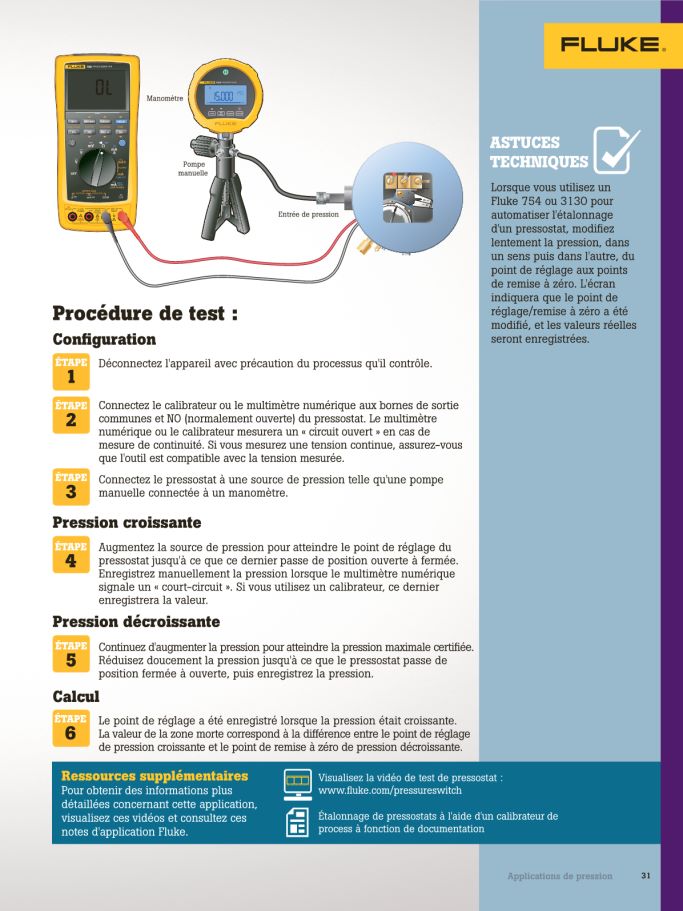 FLUKE®
OL
Manomètre
15.000
FLUKE
Pompe
manuelle
Entrée de pression
ASTUCES
TECHNIQUES
Lorsque vous utilisez un
Fluke 754 ou 3130 pour
automatiser l'étalonnage
d'un pressostat, modifiez
lentement la pression, dans
un sens puis dans l'autre, du
point de réglage aux points
de remise à zéro. L'écran
indiquera que le point de
réglage/remise à zéro a été
modifié, et les valeurs réelles
seront enregistrées.
Procédure de test :
Configuration
ÉTAPE
1
Déconnectez l'appareil avec précaution du processus qu'il contrôle.
ÉTAPE
2
Connectez le calibrateur ou le multimètre numérique aux bornes de sortie
communes et NO (normalement ouverte) du pressostat. Le multimètre
numérique ou le calibrateur mesurera un « circuit ouvert » en cas de
mesure de continuité. Si vous mesurez une tension continue, assurez-vous
que l'outil est compatible avec la tension mesurée.
ÉTAPE
3
Connectez le pressostat à une source de pression telle qu'une pompe
manuelle connectée à un manomètre.
Pression croissante
ÉTAPE
4
Augmentez la source de pression pour atteindre le point de réglage du
pressostat jusqu'à ce que ce dernier passe de position ouverte à fermée.
Enregistrez manuellement la pression lorsque le multimètre numérique
signale un « court-circuit ». Si vous utilisez un calibrateur, ce dernier
enregistrera la valeur.
Pression décroissante
ÉTAPE
5
Continuez d'augmenter la pression pour atteindre la pression maximale certifiée.
Réduisez doucement la pression jusqu'à ce que le pressostat passe de
position fermée à ouverte, puis enregistrez la pression.
Calcul
ÉTAPE
6
Le point de réglage a été enregistré lorsque la pression était croissante.
La valeur de la zone morte correspond à la différence entre le point de réglage
de pression croissante et le point de remise à zéro de pression décroissante.
Ressources supplémentaires
Pour obtenir des informations plus
détaillées concernant cette application,
visualisez ces vidéos et consultez ces
notes d'application Fluke.
Visualisez la vidéo de test de pressostat :
www.fluke.com/pressureswitch
Étalonnage de pressostats à l'aide d'un calibrateur de
process à fonction de documentation
Applications de pression 31